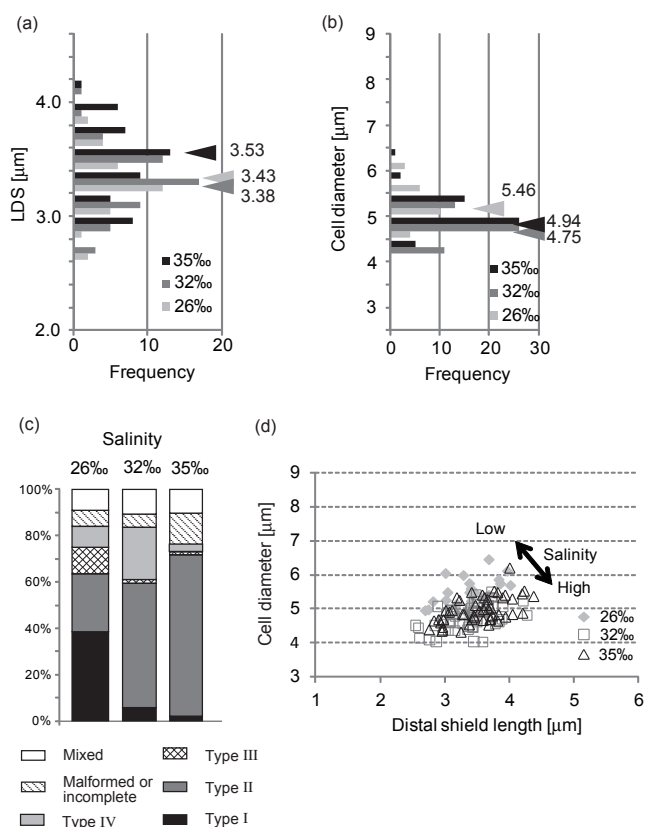 (a)
LDS [µm]
4.0
3.0
2.0
3.53
3.43
3.38
35‰
32‰
26‰
0 10 20
Frequency
(b)
Cell diameter [µm]
9
8
7
6
5
4
3
5.46
4.94
4.75
35‰
32‰
26‰
0 10 20 30
Frequency
(c)
Salinity
26‰ 32‰ 35‰
100%
80%
60%
40%
20%
0%
Mixed
Malformed or
incomplete
Type IV
Type III
Type II
Type I
(d)
Cell diameter [µm]
9
8
7
6
5
4
3
Low
Salinity
High
26‰
32‰
35‰
1 2 3 4 5 6
Distal shield length [µm]